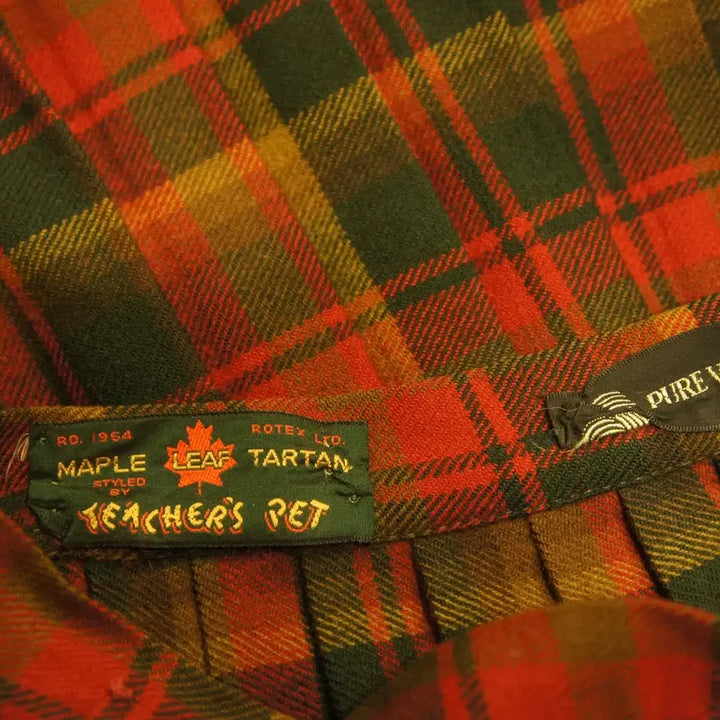 RD. 1964 ROTEX LTD.
MAPLE LEAF TARTAN
STYLED
BY
TEACHER'S PET
PURE